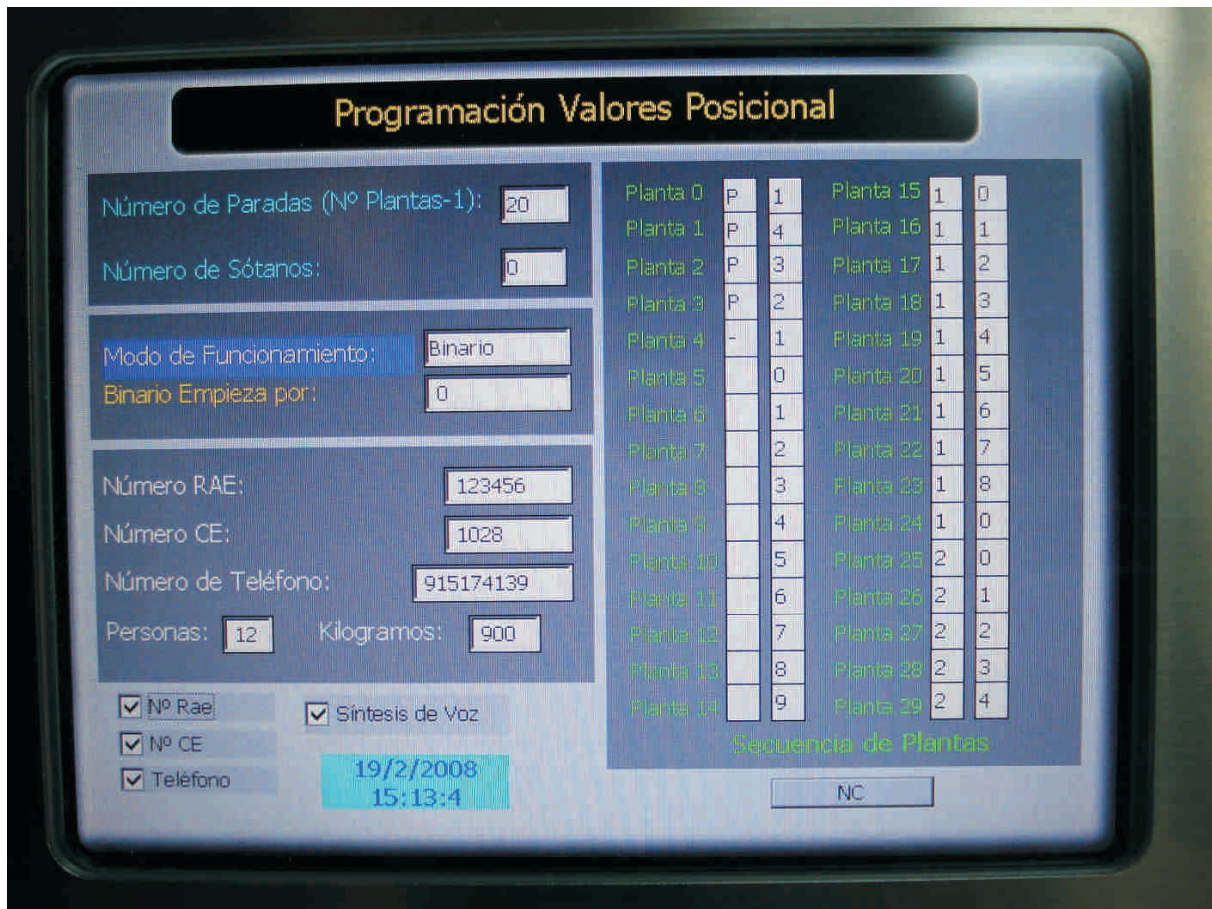 Programación Valores Posicional
Número de Paradas (Nº Plantas-1): 20
Número de Sótanos: 0
Modo de Funcionamiento: Binario
Binario Empieza por: 0
Número RAE: 123456
Número CE: 1028
Número de Teléfono: 915174139
Personas: 12 Kilogramos: 900
Nº Rae
Síntesis de Voz
Nº CE
Teléfono
19/2/2008
15:13:4
Planta 0 P 1 Planta 15 1 0
Planta 1 P 4 Planta 16 1 1
Planta 2 P 3 Planta 17 1 2
Planta 3 P 2 Planta 18 1 3
Planta 4 - 1 Planta 19 1 4
Planta 5 0 Planta 20 1 5
Planta 6 1 Planta 21 1 6
Planta 7 2 Planta 22 1 7
Planta 8 3 Planta 23 1 8
Planta 9 4 Planta 24 1 0
Planta 10 5 Planta 25 2 0
Planta 11 6 Planta 26 2 1
Planta 12 7 Planta 27 2 2
Planta 13 8 Planta 28 2 3
Planta 14 9 Planta 29 2 4
Secuencia de Plantas
NC